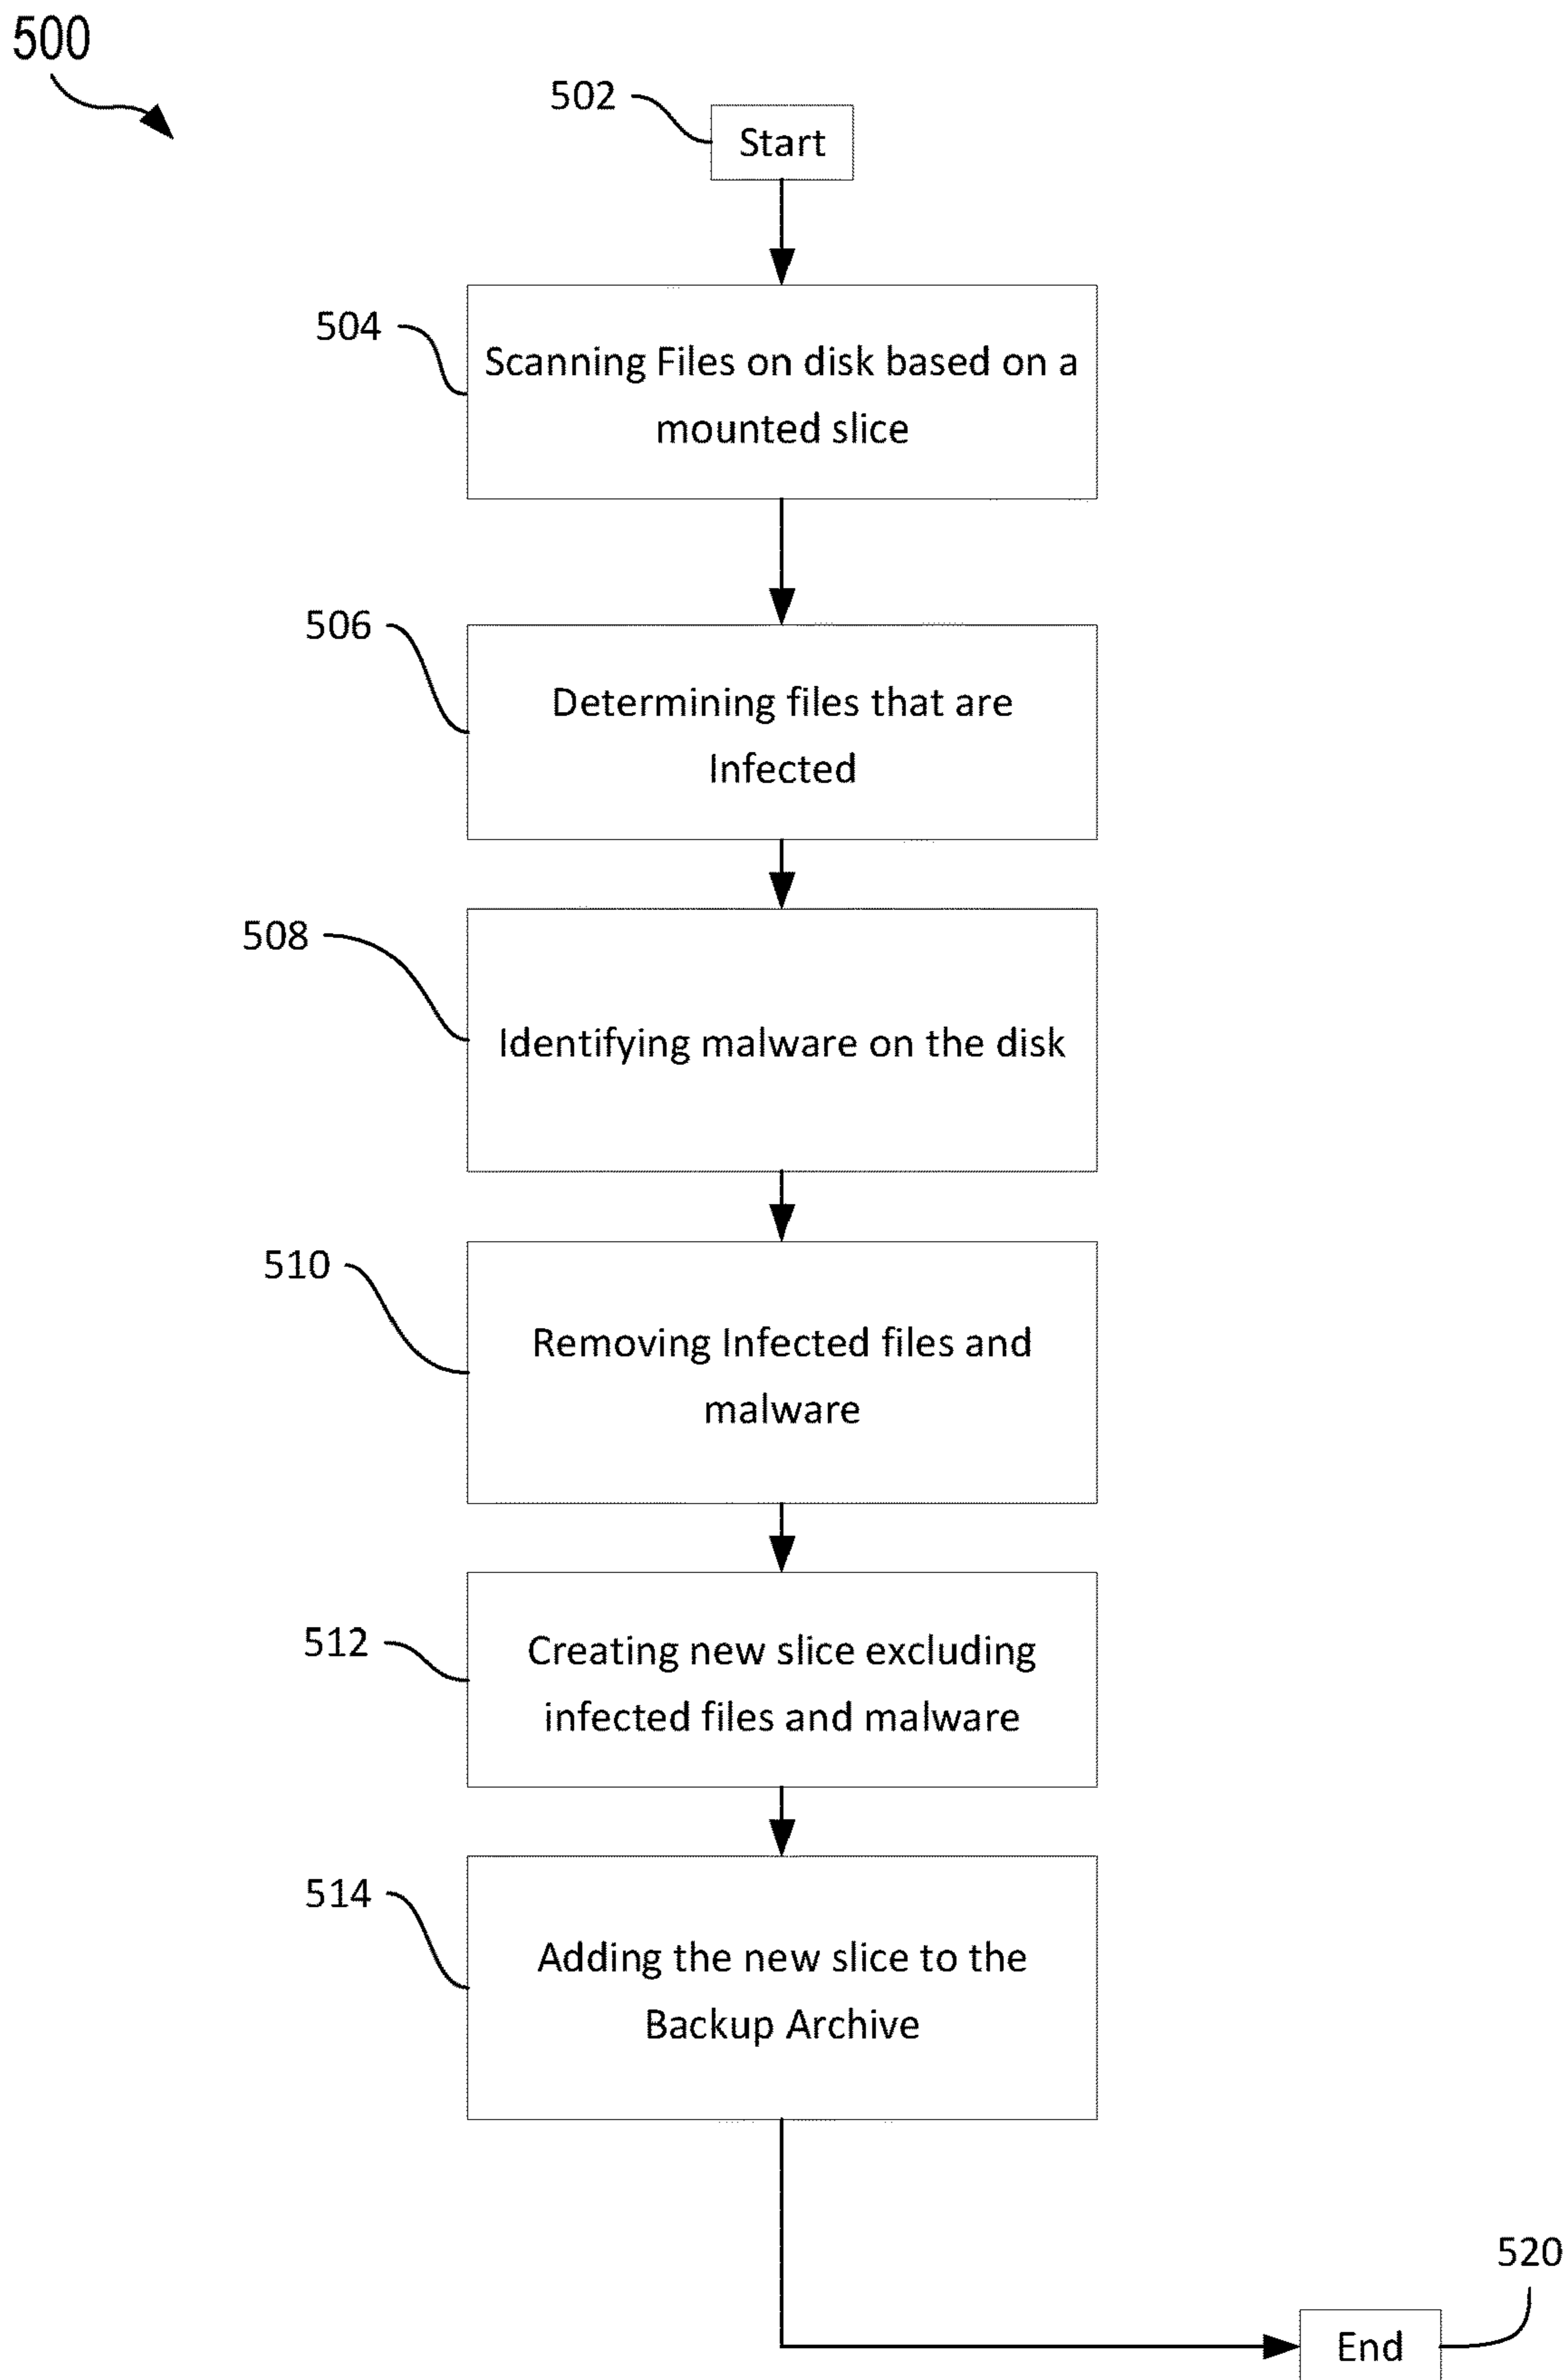 500
502
Start
504
Scanning Files on disk based on a
mounted slice
506
Determining files that are
Infected
508
Identifying malware on the disk
510
Removing Infected files and
malware
512
Creating new slice excluding
infected files and malware
514
Adding the new slice to the
Backup Archive
520
End